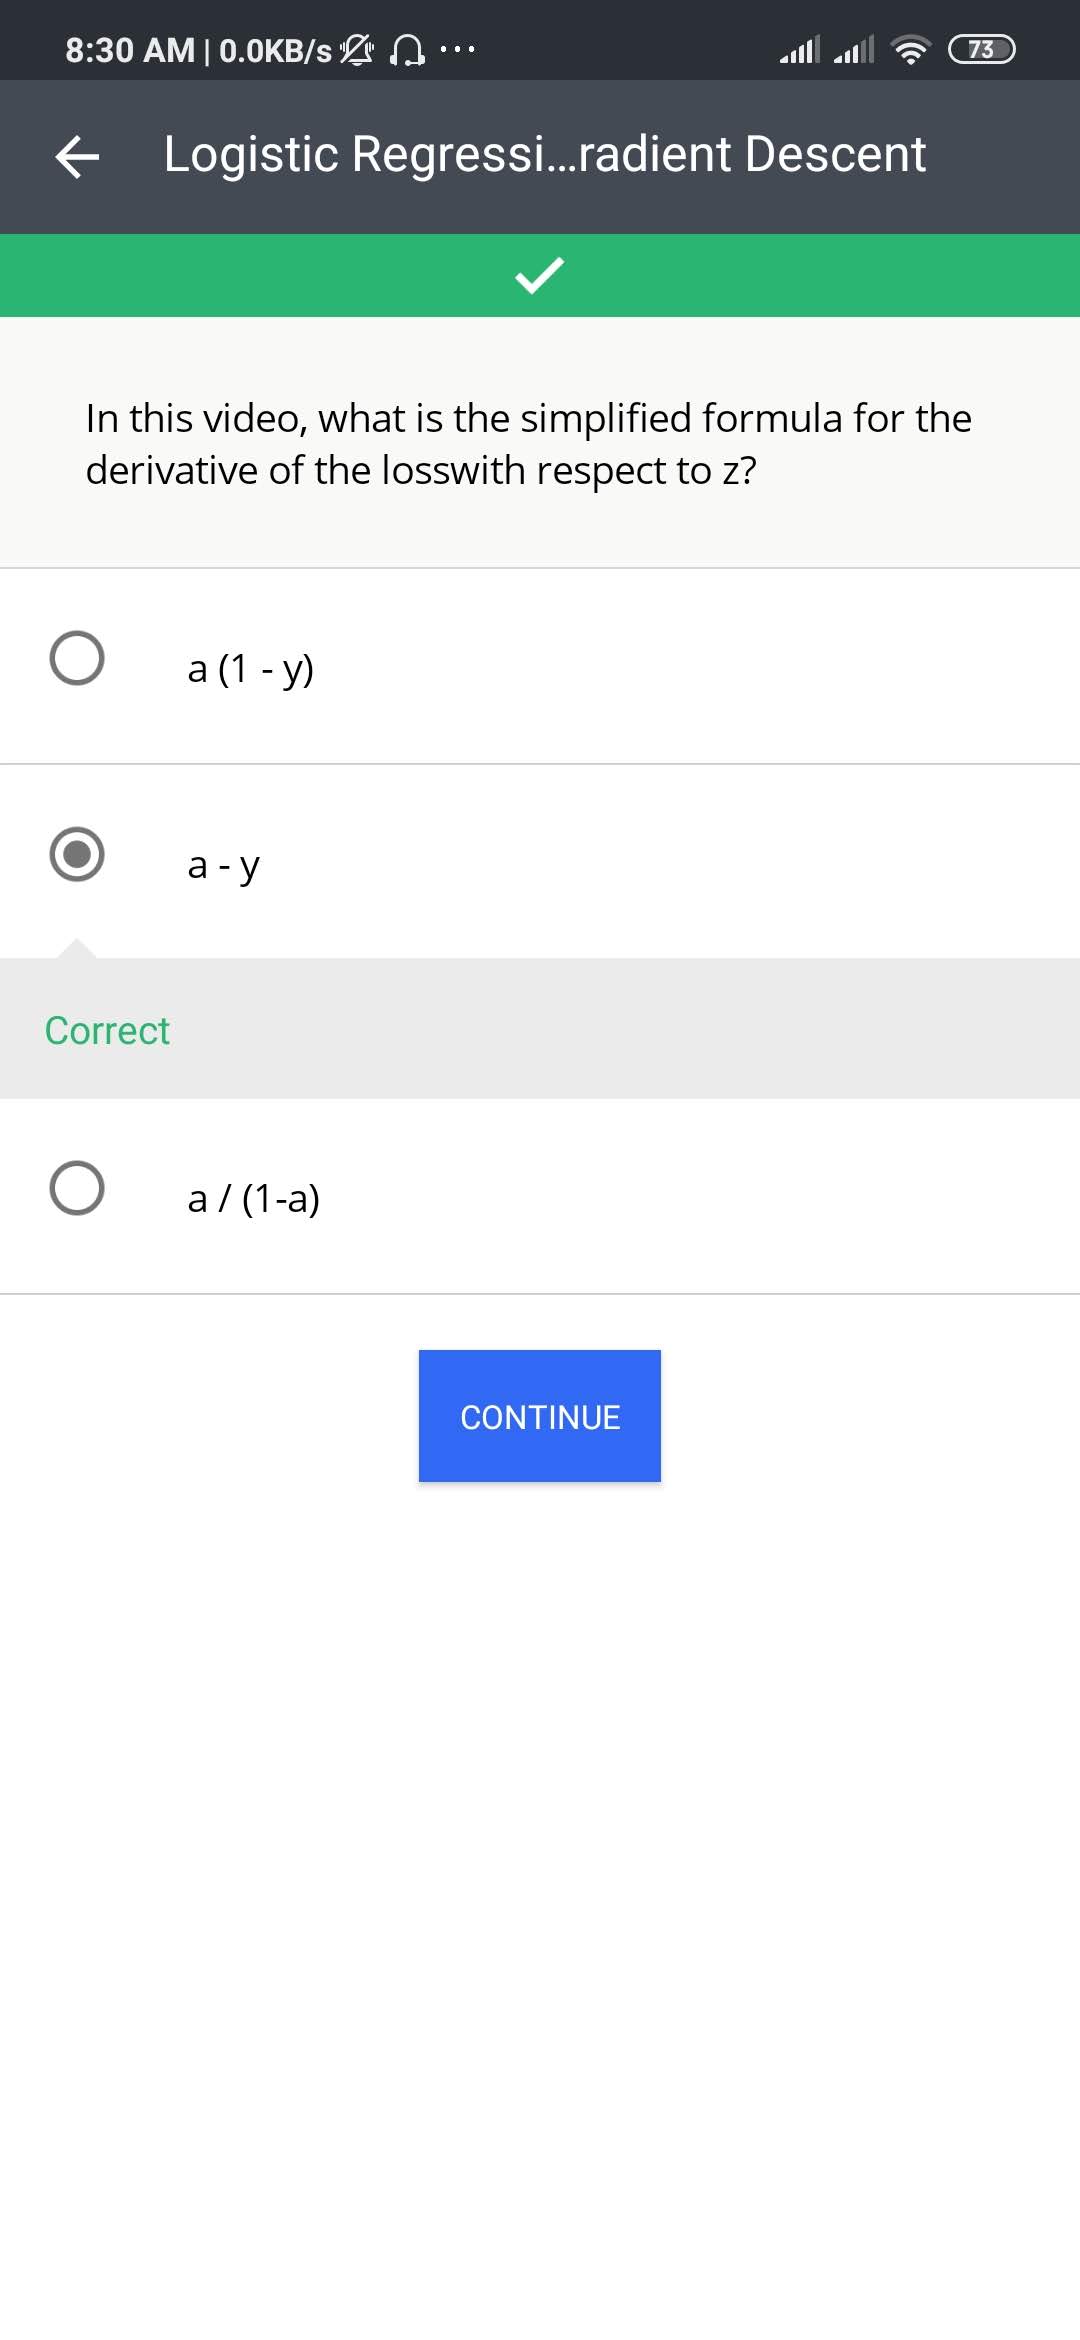 8:30 AM | 0.0KB/s ... 73
Logistic Regressi...radient Descent
In this video, what is the simplified formula for the
derivative of the losswith respect to z?
a (1 - y)
a - y
Correct
a / (1-a)
CONTINUE